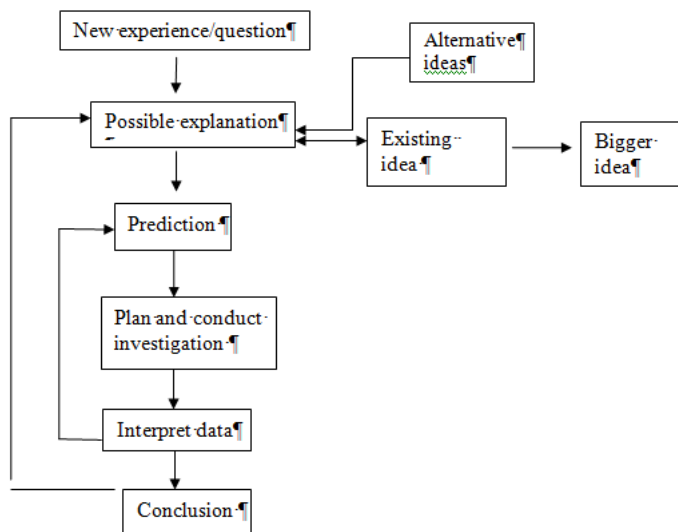 New experience/question¶
Alternative¶
ideas¶
Possible explanation¶
¶
Existing
idea¶
Bigger
idea¶
Prediction¶
Plan and conduct
investigation¶
Interpret data¶
Conclusion¶